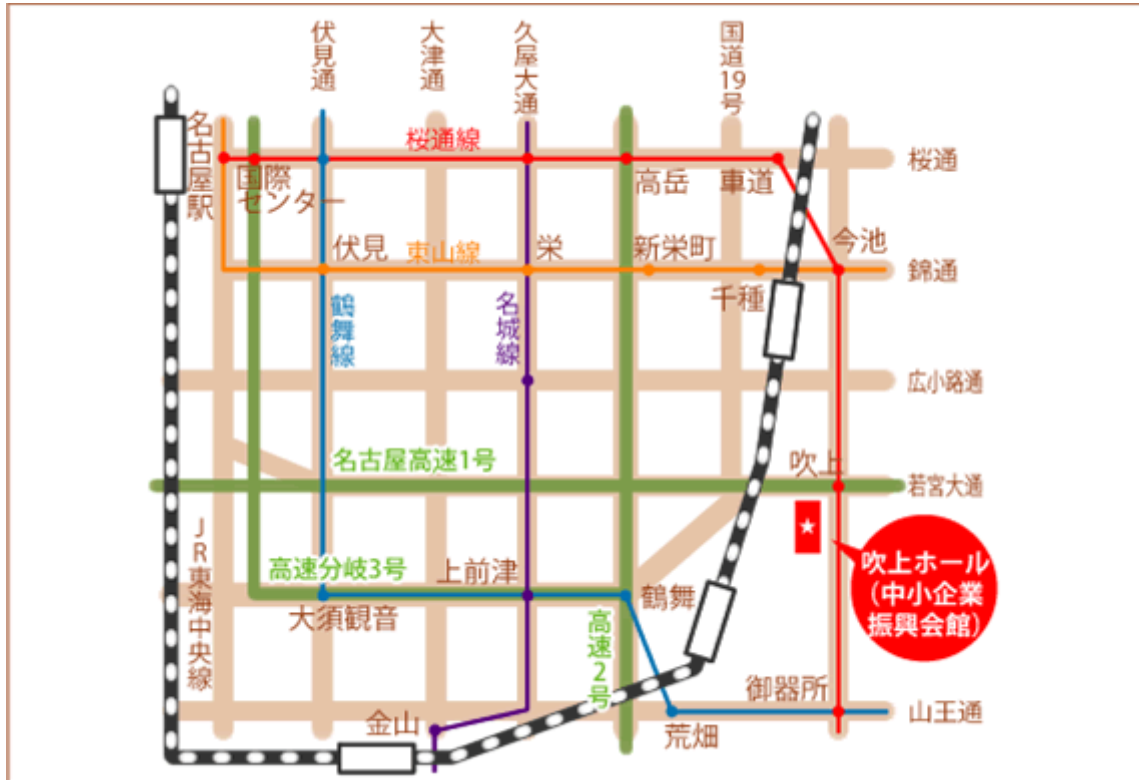 伏見通
大津通
久屋大通
国道19号
名古屋駅
桜通線
桜通
国際
センター
高岳
車道
伏見
東山線
栄
新栄町
今池
錦通
千種
鶴舞線
名城線
広小路通
名古屋高速1号
吹上
若宮大通
JR東海中央線
高速分岐3号
上前津
鶴舞
吹上ホール
(中小企業
振興会館)
大須観音
高速2号
御器所
山王通
金山
荒畑